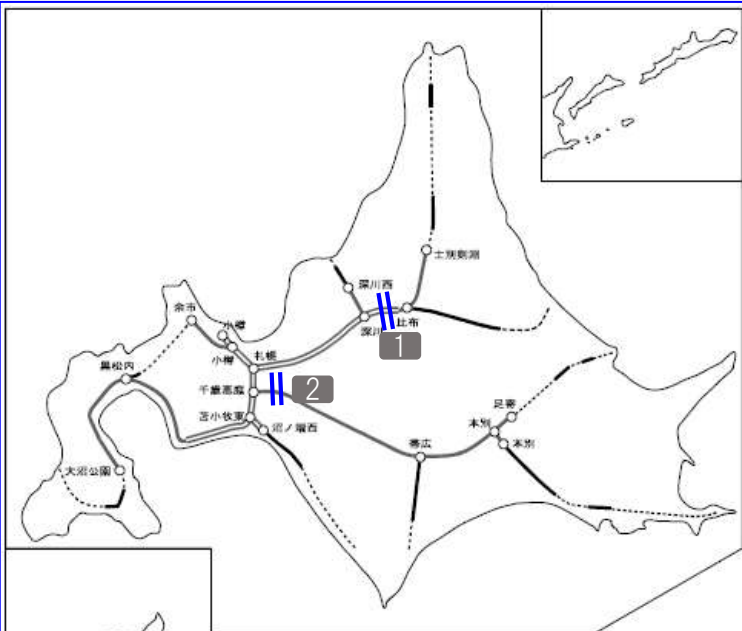 士別剣淵
深川西
余市
小樽
比布
深川
1
小樽
札幌
黒松内
千歳恵庭
2
足寄
苫小牧東
本別
沼ノ端西
本別
帯広
大沼公園